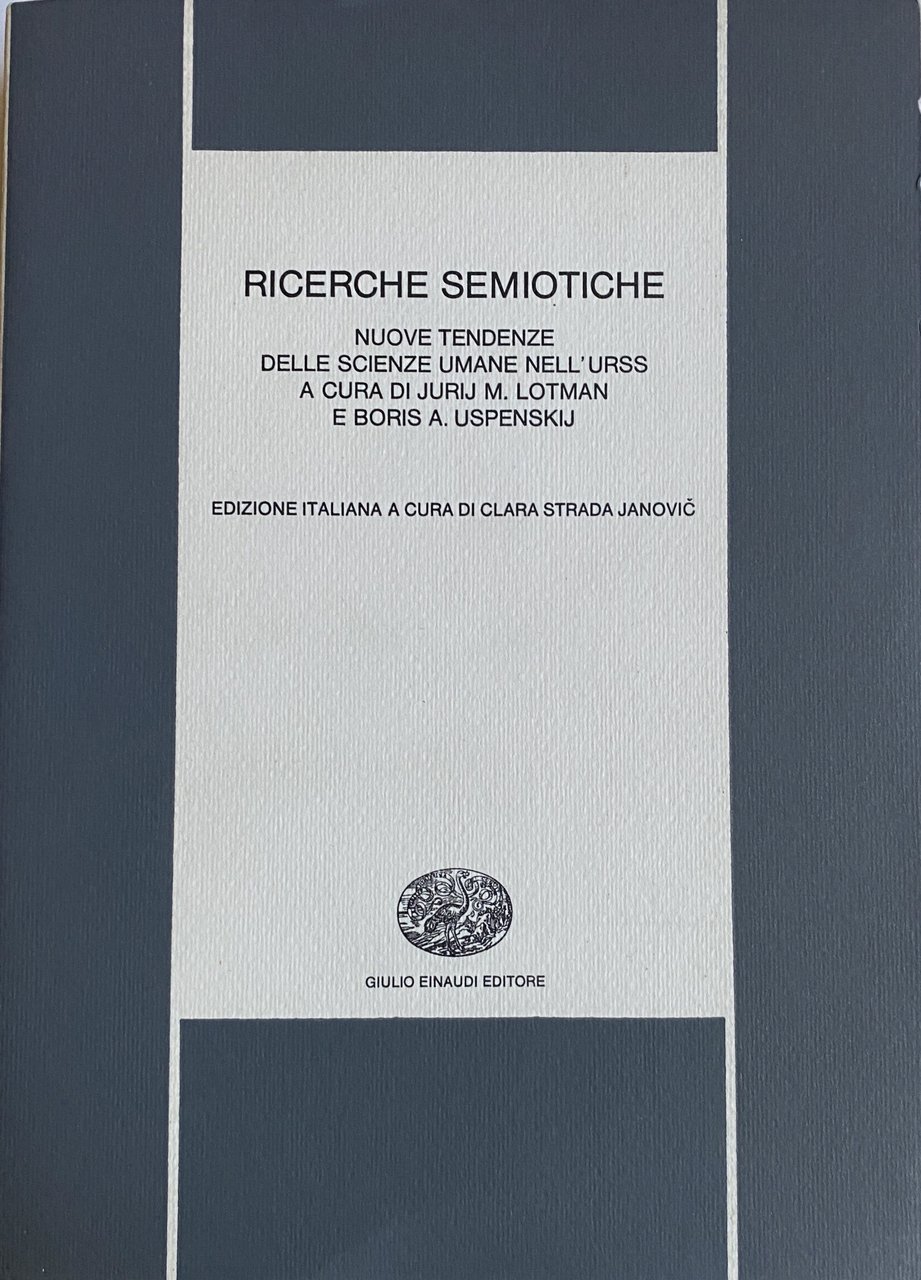 RICERCHE SEMIOTICHE
NUOVE TENDENZE
DELLE SCIENZE UMANE NELL'URSS
A CURA DI JURIJ M. LOTMAN
E BORIS A. USPENSKIJ
EDIZIONE ITALIANA A CURA DI CLARA STRADA JANOVIČ
GIULIO EINAUDI EDITORE